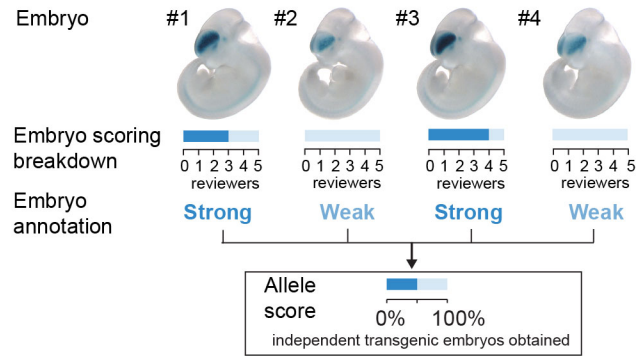 Embryo #1 #2 #3 #4
Embryo scoring breakdown
0 1 2 3 4 5 0 1 2 3 4 5 0 1 2 3 4 5 0 1 2 3 4 5
reviewers reviewers reviewers reviewers
Embryo annotation
Strong Weak Strong Weak
Allele score
0% 100%
independent transgenic embryos obtained